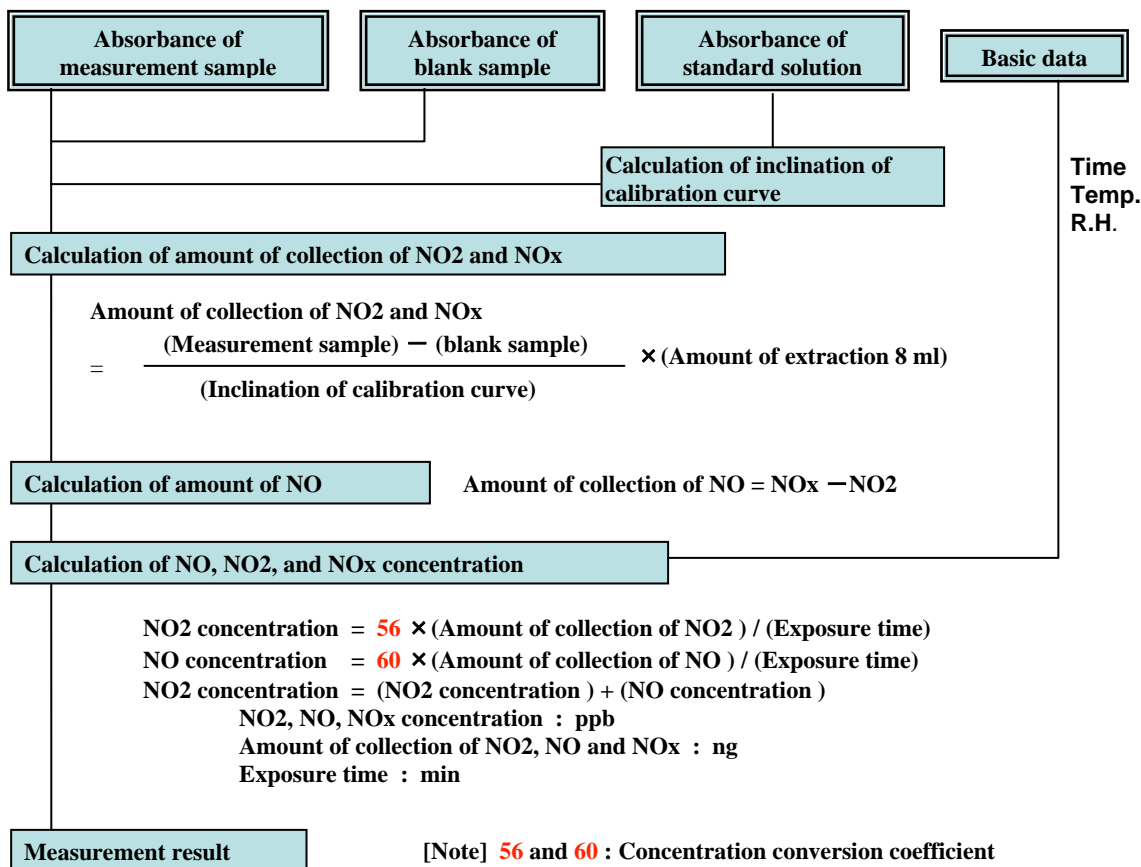 Absorbance of
measurement sample
Absorbance of
blank sample
Absorbance of
standard solution
Basic data
Calculation of inclination of
calibration curve
Time
Temp.
R.H.
Calculation of amount of collection of NO2 and NOx
Amount of collection of NO2 and NOx
(Measurement sample) － (blank sample)
= × (Amount of extraction 8 ml)
(Inclination of calibration curve)
Calculation of amount of NO
Amount of collection of NO = NOx －NO2
Calculation of NO, NO2, and NOx concentration
NO2 concentration = 56 × (Amount of collection of NO2 ) / (Exposure time)
NO concentration = 60 × (Amount of collection of NO ) / (Exposure time)
NO2 concentration = (NO2 concentration ) + (NO concentration )
NO2, NO, NOx concentration : ppb
Amount of collection of NO2, NO and NOx : ng
Exposure time : min
Measurement result
[Note] 56 and 60 : Concentration conversion coefficient